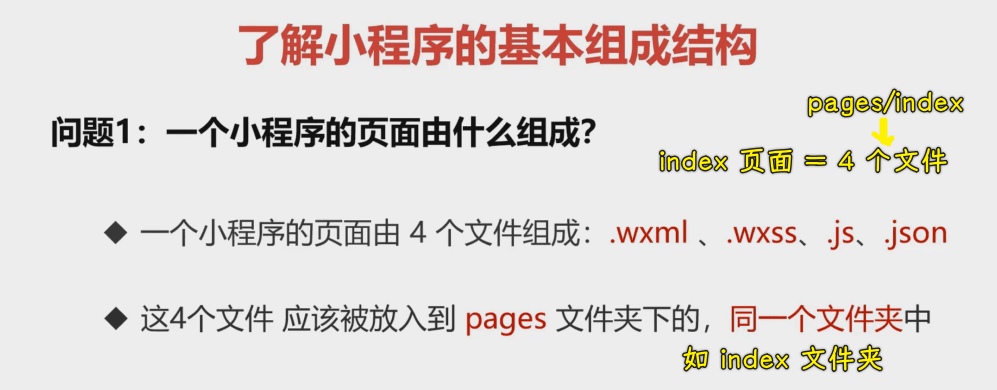 了解小程序的基本组成结构
pages/index
问题1：一个小程序的页面由什么组成？
index 页面 = 4 个文件
◆ 一个小程序的页面由 4 个文件组成：.wxml 、.wxss、.js、.json
◆ 这4个文件 应该被放入到 pages 文件夹下的，同一个文件夹中
如 index 文件夹